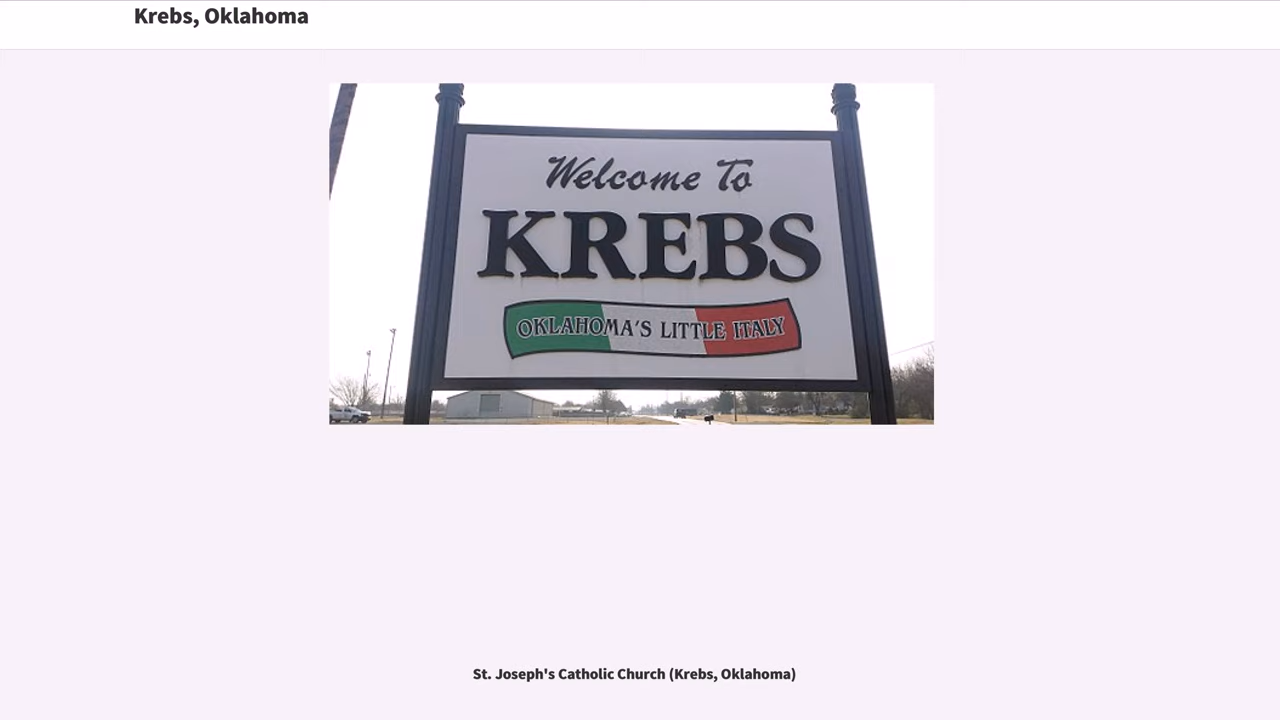 Krebs, Oklahoma
Welcome To
KREBS
OKLAHOMA'S LITTLE ITALY
St. Joseph's Catholic Church (Krebs, Oklahoma)